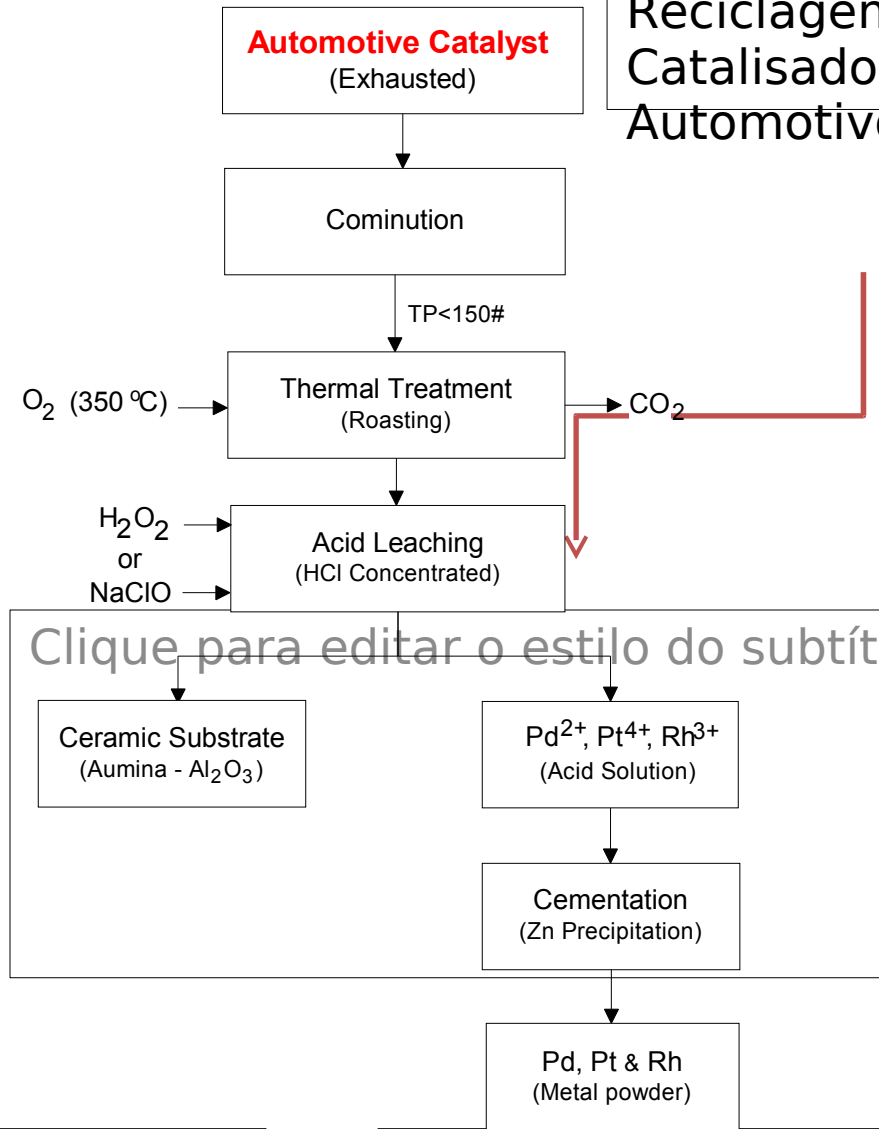 Reciclagem
Catalisado
Automotivo
Automotive Catalyst
(Exhausted)
Cominution
TP<150#
O₂ (350 ºC)
Thermal Treatment
(Roasting)
CO₂
H₂O₂
or
NaClO
Acid Leaching
(HCl Concentrated)
Clique para editar o estilo do subtít
Ceramic Substrate
(Aumina - Al₂O₃)
Pd²⁺, Pt⁴⁺, Rh³⁺
(Acid Solution)
Cementation
(Zn Precipitation)
Pd, Pt & Rh
(Metal powder)